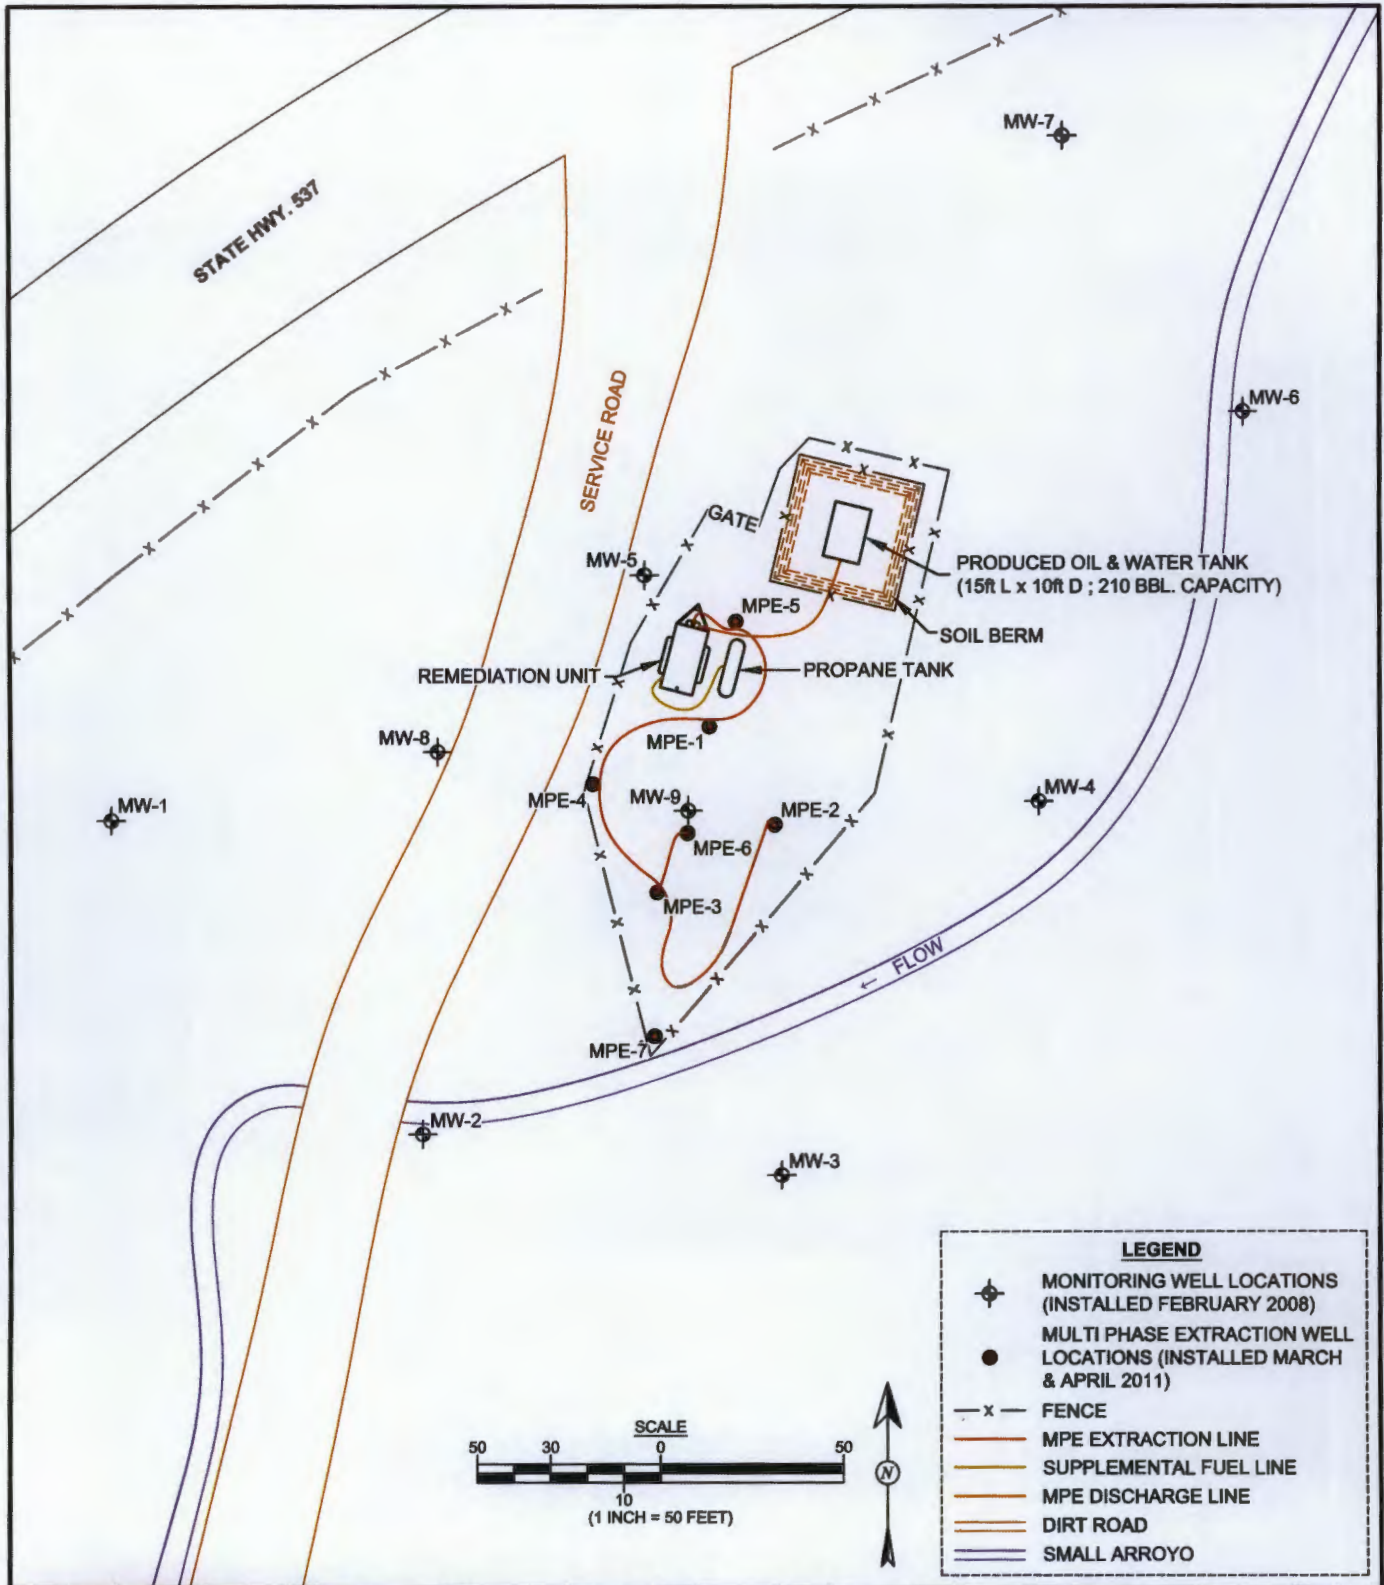 MW-7
STATE HWY. 537
MW-6
SERVICE ROAD
GATE
MW-5
PRODUCED OIL & WATER TANK
(15ft L x 10ft D ; 210 BBL. CAPACITY)
MPE-5
SOIL BERM
REMEDIATION UNIT
PROPANE TANK
MW-8
MPE-1
MW-1
MPE-4
MW-9
MPE-2
MW-4
MPE-6
MPE-3
← FLOW
MPE-7
MW-2
MW-3
LEGEND
MONITORING WELL LOCATIONS
(INSTALLED FEBRUARY 2008)
MULTI PHASE EXTRACTION WELL
LOCATIONS (INSTALLED MARCH
& APRIL 2011)
x FENCE
MPE EXTRACTION LINE
SUPPLEMENTAL FUEL LINE
MPE DISCHARGE LINE
DIRT ROAD
SMALL ARROYO
SCALE
50 30 0 50
10
(1 INCH = 50 FEET)
N